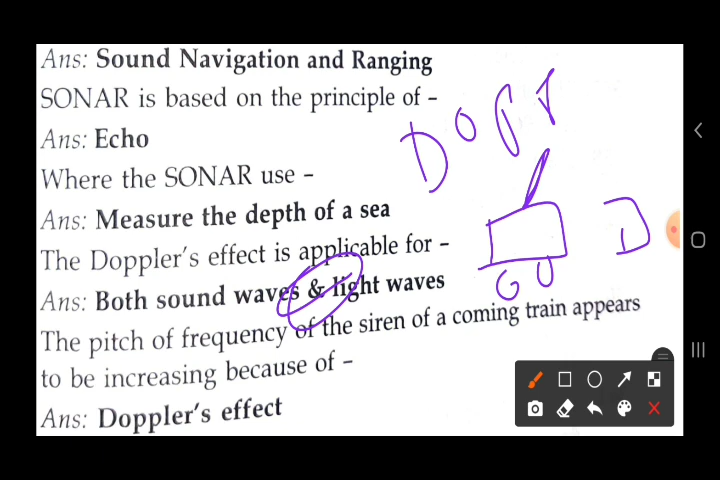 Ans: Sound Navigation and Ranging
SONAR is based on the principle of -
Ans: Echo
Where the SONAR use -
Ans: Measure the depth of a sea
The Doppler's effect is applicable for -
Ans: Both sound waves & light waves
The pitch of frequency of the siren of a coming train appears
to be increasing because of -
Ans: Doppler's effect